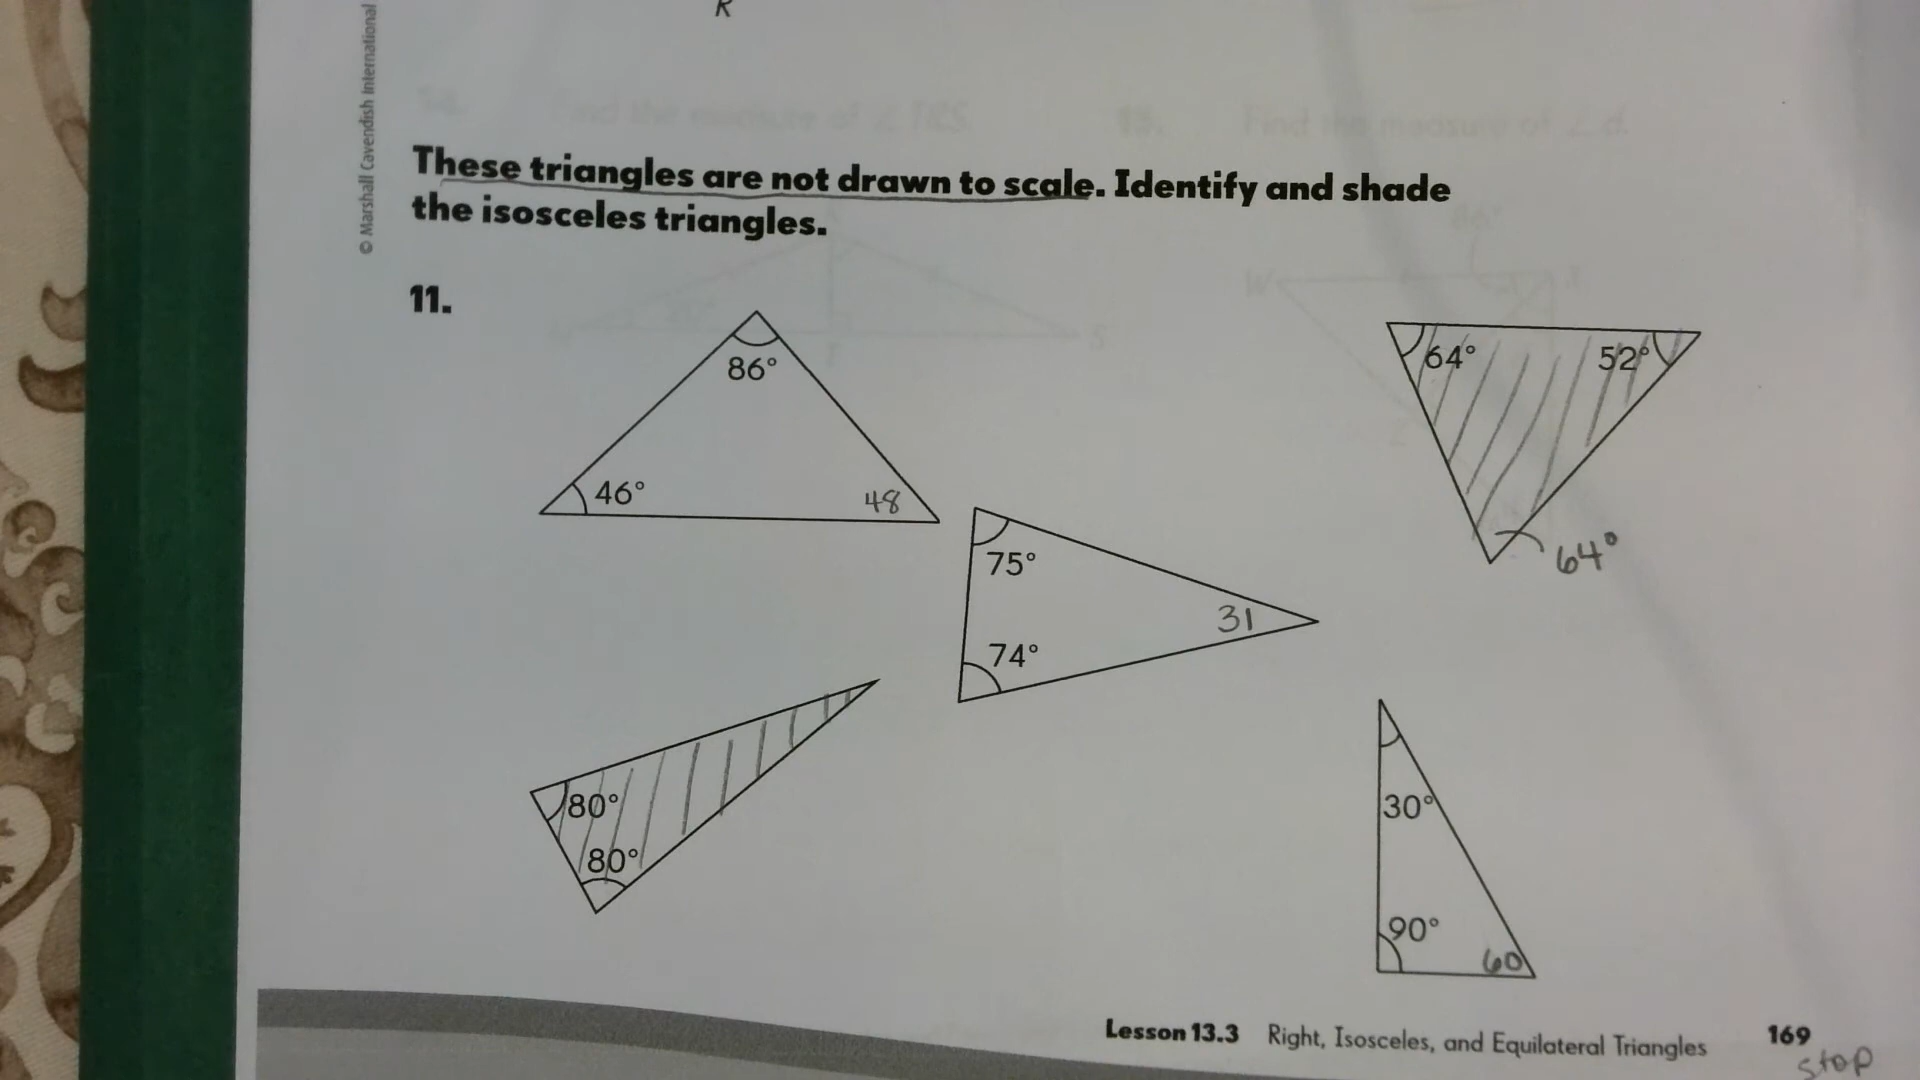 R
© Marshall Cavendish International
These triangles are not drawn to scale. Identify and shade
the isosceles triangles.
11.
86°
46°
48
64°
52°
64°
75°
74°
31
80°
80°
30°
90°
60
Lesson 13.3 Right, Isosceles, and Equilateral Triangles 169
stop